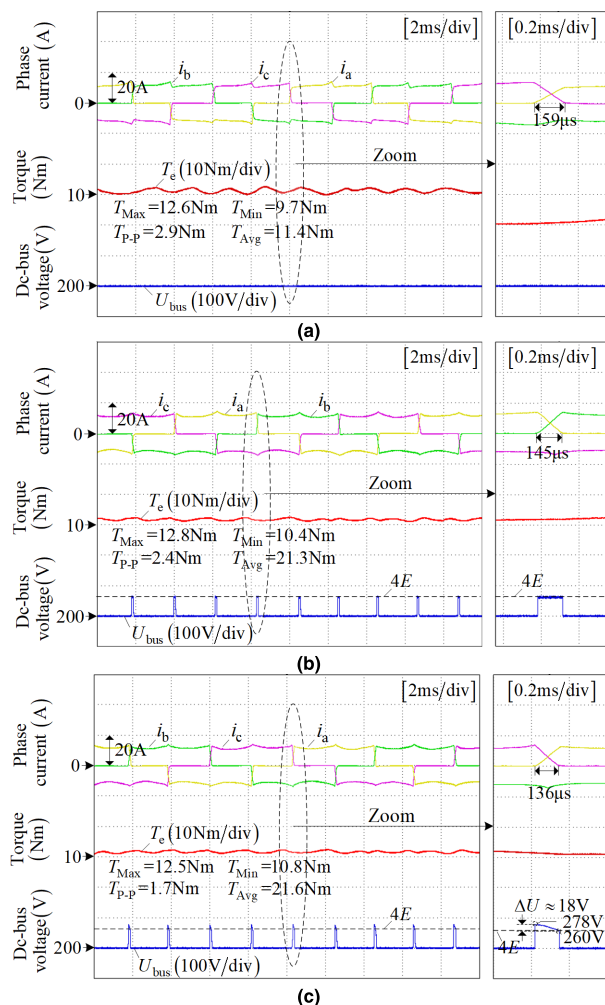 [2ms/div]
[0.2ms/div]
Phase
current (A)
20A
i_b
i_c
i_a
0
159μs
Torque
(Nm)
T_e (10Nm/div)
Zoom
10
T_Max=12.6Nm T_Min=9.7Nm
T_P-P=2.9Nm T_Avg=11.4Nm
Dc-bus
voltage(V)
200
U_bus (100V/div)
(a)
[2ms/div]
[0.2ms/div]
Phase
current (A)
20A
i_c
i_a
i_b
0
145μs
Torque
(Nm)
T_e (10Nm/div)
Zoom
10
T_Max=12.8Nm T_Min=10.4Nm
T_P-P=2.4Nm T_Avg=21.3Nm
Dc-bus
voltage(V)
4E
4E
200
U_bus (100V/div)
(b)
[2ms/div]
[0.2ms/div]
Phase
current (A)
20A
i_b
i_c
i_a
0
136μs
Torque
(Nm)
T_e (10Nm/div)
Zoom
10
T_Max=12.5Nm T_Min=10.8Nm
T_P-P=1.7Nm T_Avg=21.6Nm
Dc-bus
voltage(V)
4E
ΔU ≈18V
278V
4E
260V
200
U_bus (100V/div)
(c)